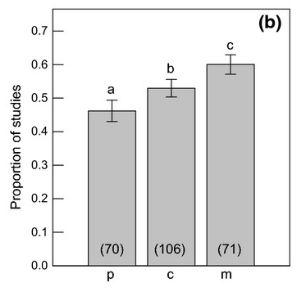 (b)
0.7
0.6
0.5
0.4
0.3
0.2
0.1
0.0
Proportion of studies
a
b
c
(70)
(106)
(71)
p
c
m